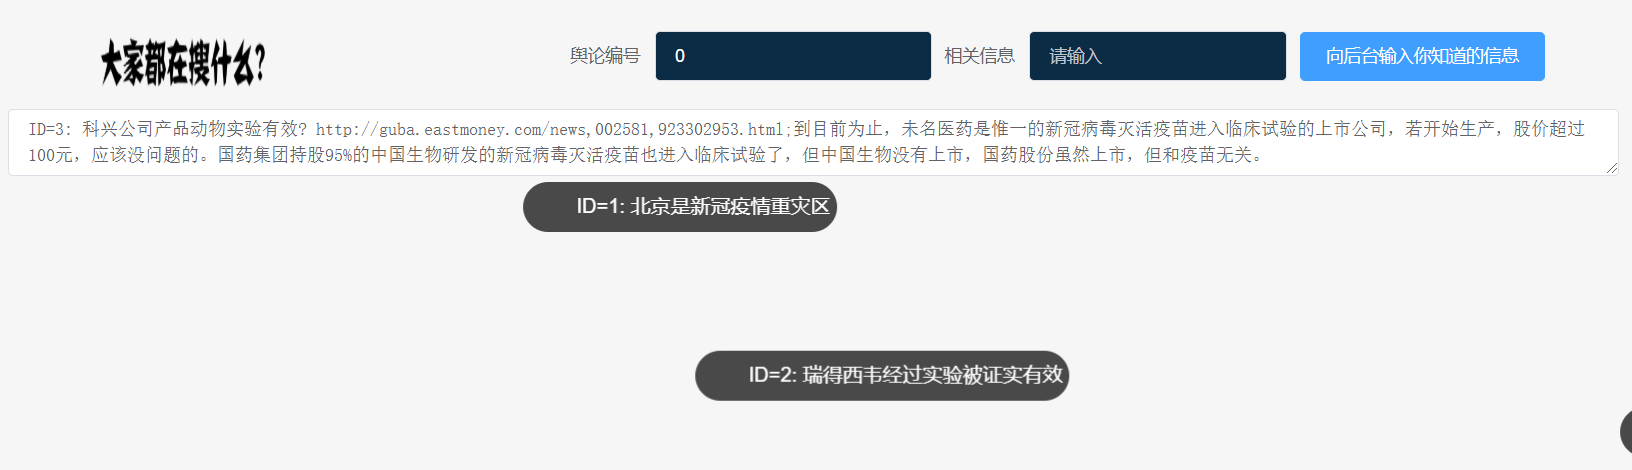 大家都在搜什么?
舆论编号 0 相关信息 请输入 向后台输入你知道的信息
ID=3: 科兴公司产品动物实验有效? http://guba.eastmoney.com/news,002581,923302953.html;到目前为止，未名医药是惟一的新冠病毒灭活疫苗进入临床试验的上市公司，若开始生产，股价超过
100元，应该没问题的。国药集团持股95%的中国生物研发的新冠病毒灭活疫苗也进入临床试验了，但中国生物没有上市，国药股份虽然上市，但和疫苗无关。
ID=1: 北京是新冠疫情重灾区
ID=2: 瑞得西韦经过实验被证实有效